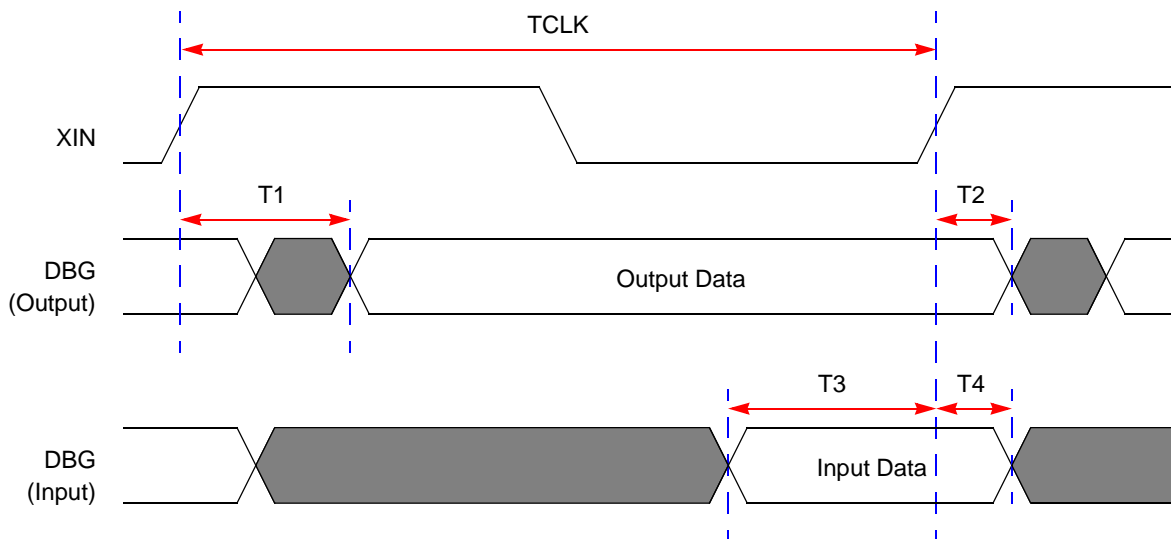 TCLK
XIN
T1
T2
DBG
(Output)
Output Data
T3
T4
DBG
(Input)
Input Data